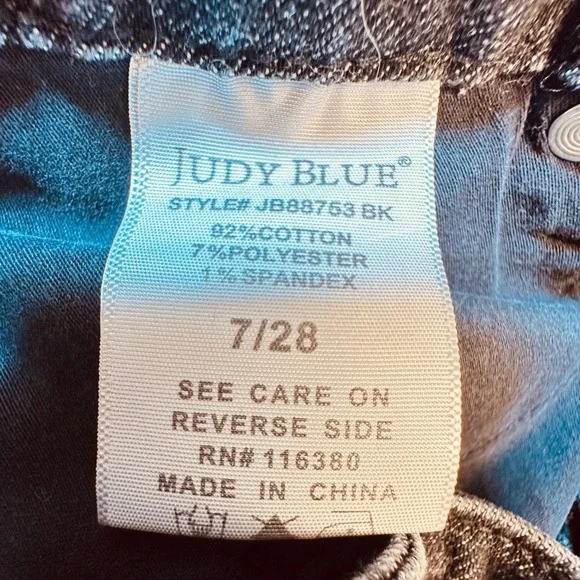 JUDY BLUE®
STYLE# JB88753 BK
92%COTTON
7%POLYESTER
1%SPANDEX
7/28
SEE CARE ON
REVERSE SIDE
RN# 116380
MADE IN CHINA